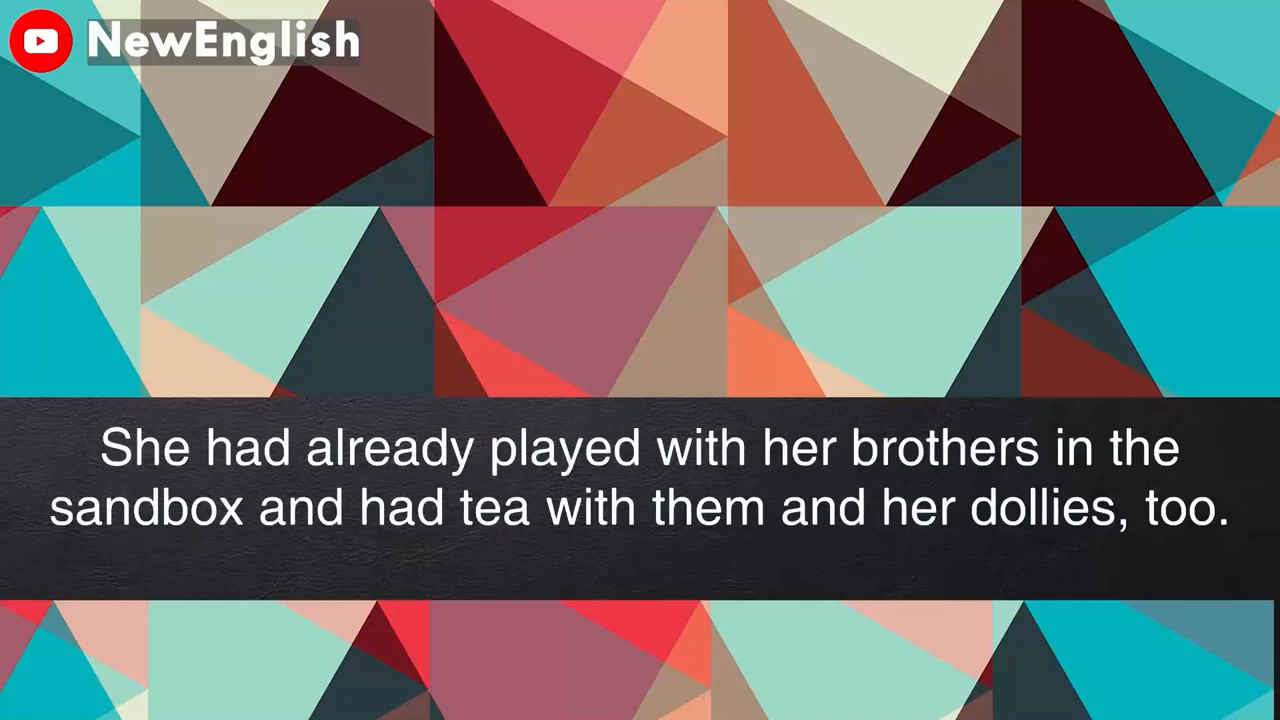 NewEnglish
She had already played with her brothers in the
sandbox and had tea with them and her dollies, too.